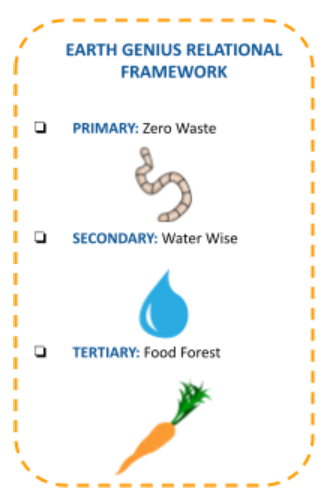 EARTH GENIUS RELATIONAL
FRAMEWORK
PRIMARY: Zero Waste
SECONDARY: Water Wise
TERTIARY: Food Forest